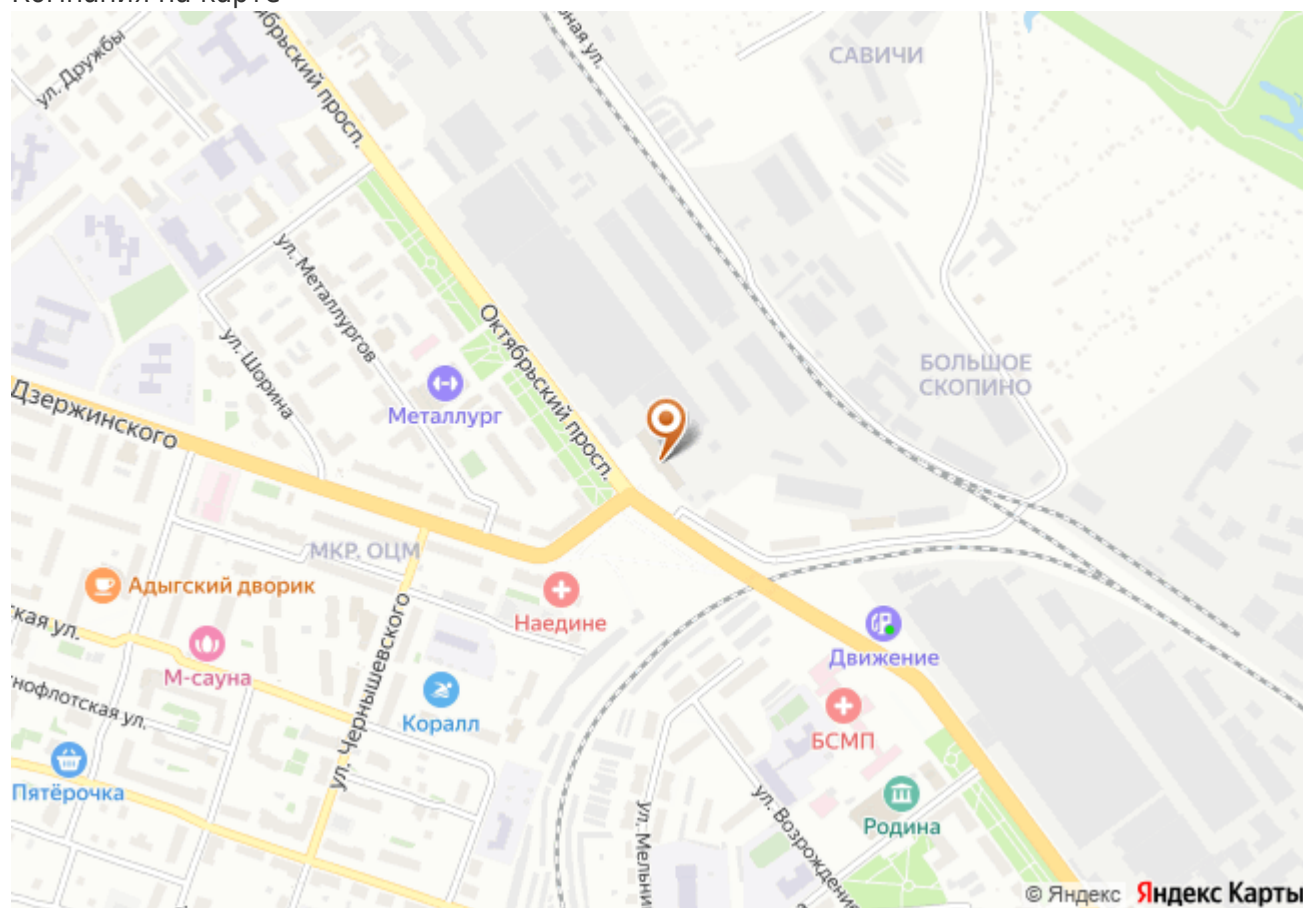 Компания на карте
ул. Дружбы
брьский просп.
ная ул.
САВИЧИ
ул. Металлургов
ул. Шорина
Октябрьский просп.
Металлург
БОЛЬШОЕ
СКОПИНО
Дзержинского
МКР. ОЦМ
Адыгский дворик
Наедине
ская ул.
М-сауна
ул. Чернышевского
Движение
Коралл
БСМП
нофлотская ул.
Пятёрочка
ул. Мельни
ул. Возрождени
Родина
© Яндекс Яндекс Карты